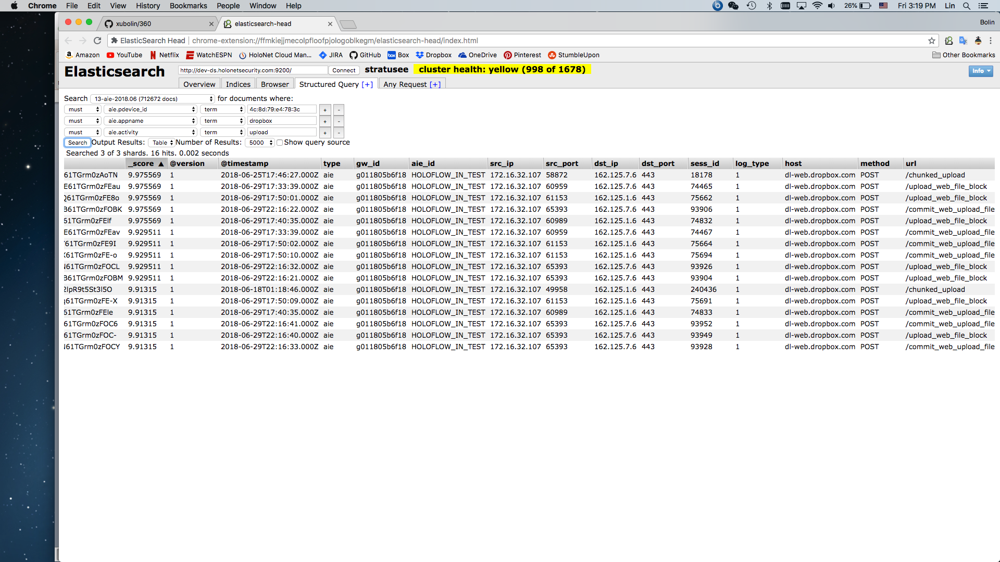 Chrome File Edit View History Bookmarks People Window Help 26% Fri 3:19 PM Lin
xubolin/360 elasticsearch-head Bolin
ElasticSearch Head chrome-extension://ffmkiejjmecolpfloofpjologoblkegm/elasticsearch-head/index.html
Amazon YouTube Netflix WatchESPN HoloNet Cloud Man... JIRA GitHub Box Dropbox OneDrive Pinterest StumbleUpon Other Bookmarks
Elasticsearch http://dev-ds.holonetsecurity.com:9200/ Connect stratusee cluster health: yellow (998 of 1678) Info
Overview Indices Browser Structured Query [+] Any Request [+]
Search 13-aie-2018.06 (712672 docs) for documents where:
must aie.pdevice_id term 4c:8d:79:e4:78:3c + -
must aie.appname term dropbox + -
must aie.activity term upload + -
Search Output Results: Table Number of Results: 5000 Show query source
Searched 3 of 3 shards. 16 hits. 0.002 seconds
_score ▲ @version @timestamp type gw_id aie_id src_ip src_port dst_ip dst_port sess_id log_type host method url
61TGrm0zAoTN 9.975569 1 2018-06-25T17:46:27.000Z aie g011805b6f18 HOLOFLOW_IN_TEST 172.16.32.107 58872 162.125.7.6 443 18178 1 dl-web.dropbox.com POST /chunked_upload
E61TGrm0zFEau 9.975569 1 2018-06-29T17:33:39.000Z aie g011805b6f18 HOLOFLOW_IN_TEST 172.16.32.107 60959 162.125.7.6 443 74465 1 dl-web.dropbox.com POST /upload_web_file_block
Q61TGrm0zFE8o 9.975569 1 2018-06-29T17:50:01.000Z aie g011805b6f18 HOLOFLOW_IN_TEST 172.16.32.107 61153 162.125.1.6 443 75662 1 dl-web.dropbox.com POST /upload_web_file_block
B61TGrm0zFOBK 9.975569 1 2018-06-29T22:16:22.000Z aie g011805b6f18 HOLOFLOW_IN_TEST 172.16.32.107 65393 162.125.7.6 443 93906 1 dl-web.dropbox.com POST /commit_web_upload_file
61TGrm0zFElf 9.975569 1 2018-06-29T17:40:35.000Z aie g011805b6f18 HOLOFLOW_IN_TEST 172.16.32.107 60989 162.125.1.6 443 74832 1 dl-web.dropbox.com POST /upload_web_file_block
E61TGrm0zFEav 9.929511 1 2018-06-29T17:33:39.000Z aie g011805b6f18 HOLOFLOW_IN_TEST 172.16.32.107 60959 162.125.7.6 443 74467 1 dl-web.dropbox.com POST /commit_web_upload_file
61TGrm0zFE9I 9.929511 1 2018-06-29T17:50:02.000Z aie g011805b6f18 HOLOFLOW_IN_TEST 172.16.32.107 61153 162.125.1.6 443 75664 1 dl-web.dropbox.com POST /commit_web_upload_file
61TGrm0zFE-o 9.929511 1 2018-06-29T17:50:10.000Z aie g011805b6f18 HOLOFLOW_IN_TEST 172.16.32.107 61153 162.125.1.6 443 75694 1 dl-web.dropbox.com POST /commit_web_upload_file
61TGrm0zFOCL 9.929511 1 2018-06-29T22:16:32.000Z aie g011805b6f18 HOLOFLOW_IN_TEST 172.16.32.107 65393 162.125.7.6 443 93926 1 dl-web.dropbox.com POST /upload_web_file_block
B61TGrm0zFOBM 9.929511 1 2018-06-29T22:16:21.000Z aie g011805b6f18 HOLOFLOW_IN_TEST 172.16.32.107 65393 162.125.7.6 443 93904 1 dl-web.dropbox.com POST /upload_web_file_block
2lpR9t5St3l5O 9.91315 1 2018-06-18T01:18:46.000Z aie g011805b6f18 HOLOFLOW_IN_TEST 172.16.32.107 49958 162.125.1.6 443 240436 1 dl-web.dropbox.com POST /chunked_upload
61TGrm0zFE-X 9.91315 1 2018-06-29T17:50:09.000Z aie g011805b6f18 HOLOFLOW_IN_TEST 172.16.32.107 61153 162.125.1.6 443 75691 1 dl-web.dropbox.com POST /upload_web_file_block
61TGrm0zFEle 9.91315 1 2018-06-29T17:40:35.000Z aie g011805b6f18 HOLOFLOW_IN_TEST 172.16.32.107 60989 162.125.1.6 443 74833 1 dl-web.dropbox.com POST /commit_web_upload_file
61TGrm0zFOC6 9.91315 1 2018-06-29T22:16:41.000Z aie g011805b6f18 HOLOFLOW_IN_TEST 172.16.32.107 65393 162.125.7.6 443 93952 1 dl-web.dropbox.com POST /commit_web_upload_file
61TGrm0zFOC- 9.91315 1 2018-06-29T22:16:40.000Z aie g011805b6f18 HOLOFLOW_IN_TEST 172.16.32.107 65393 162.125.7.6 443 93949 1 dl-web.dropbox.com POST /upload_web_file_block
61TGrm0zFOCY 9.91315 1 2018-06-29T22:16:33.000Z aie g011805b6f18 HOLOFLOW_IN_TEST 172.16.32.107 65393 162.125.7.6 443 93928 1 dl-web.dropbox.com POST /commit_web_upload_file